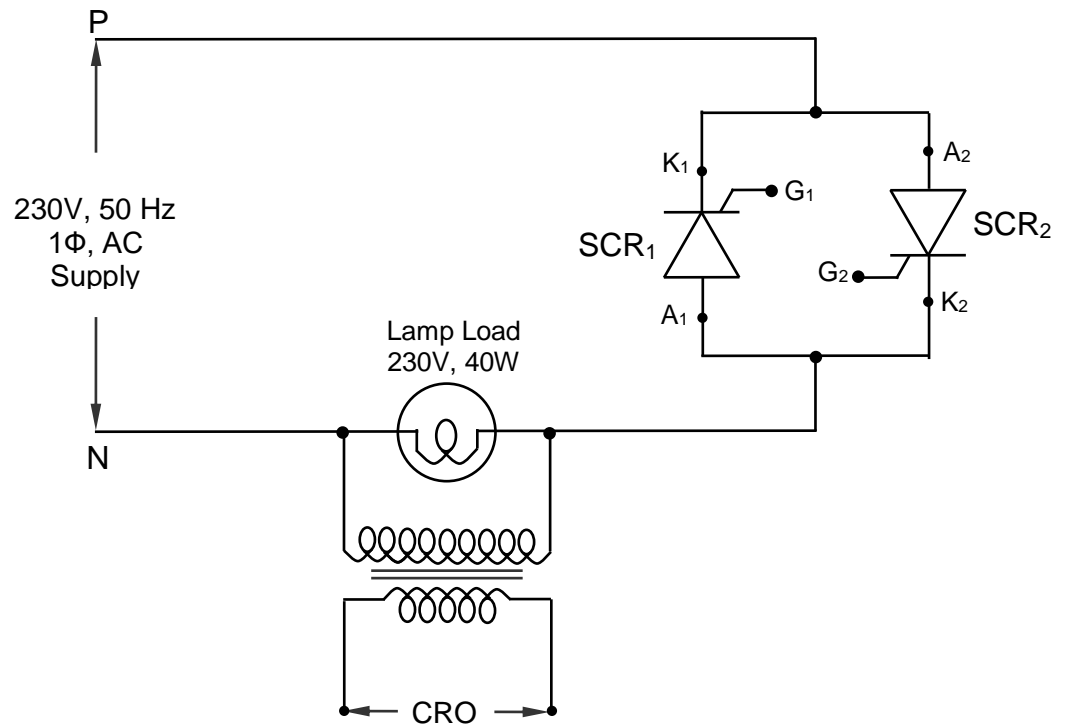 P
K₁
A₂
G₁
230V, 50 Hz
1Φ, AC
Supply
SCR₁
SCR₂
G₂
A₁
K₂
Lamp Load
230V, 40W
N
CRO